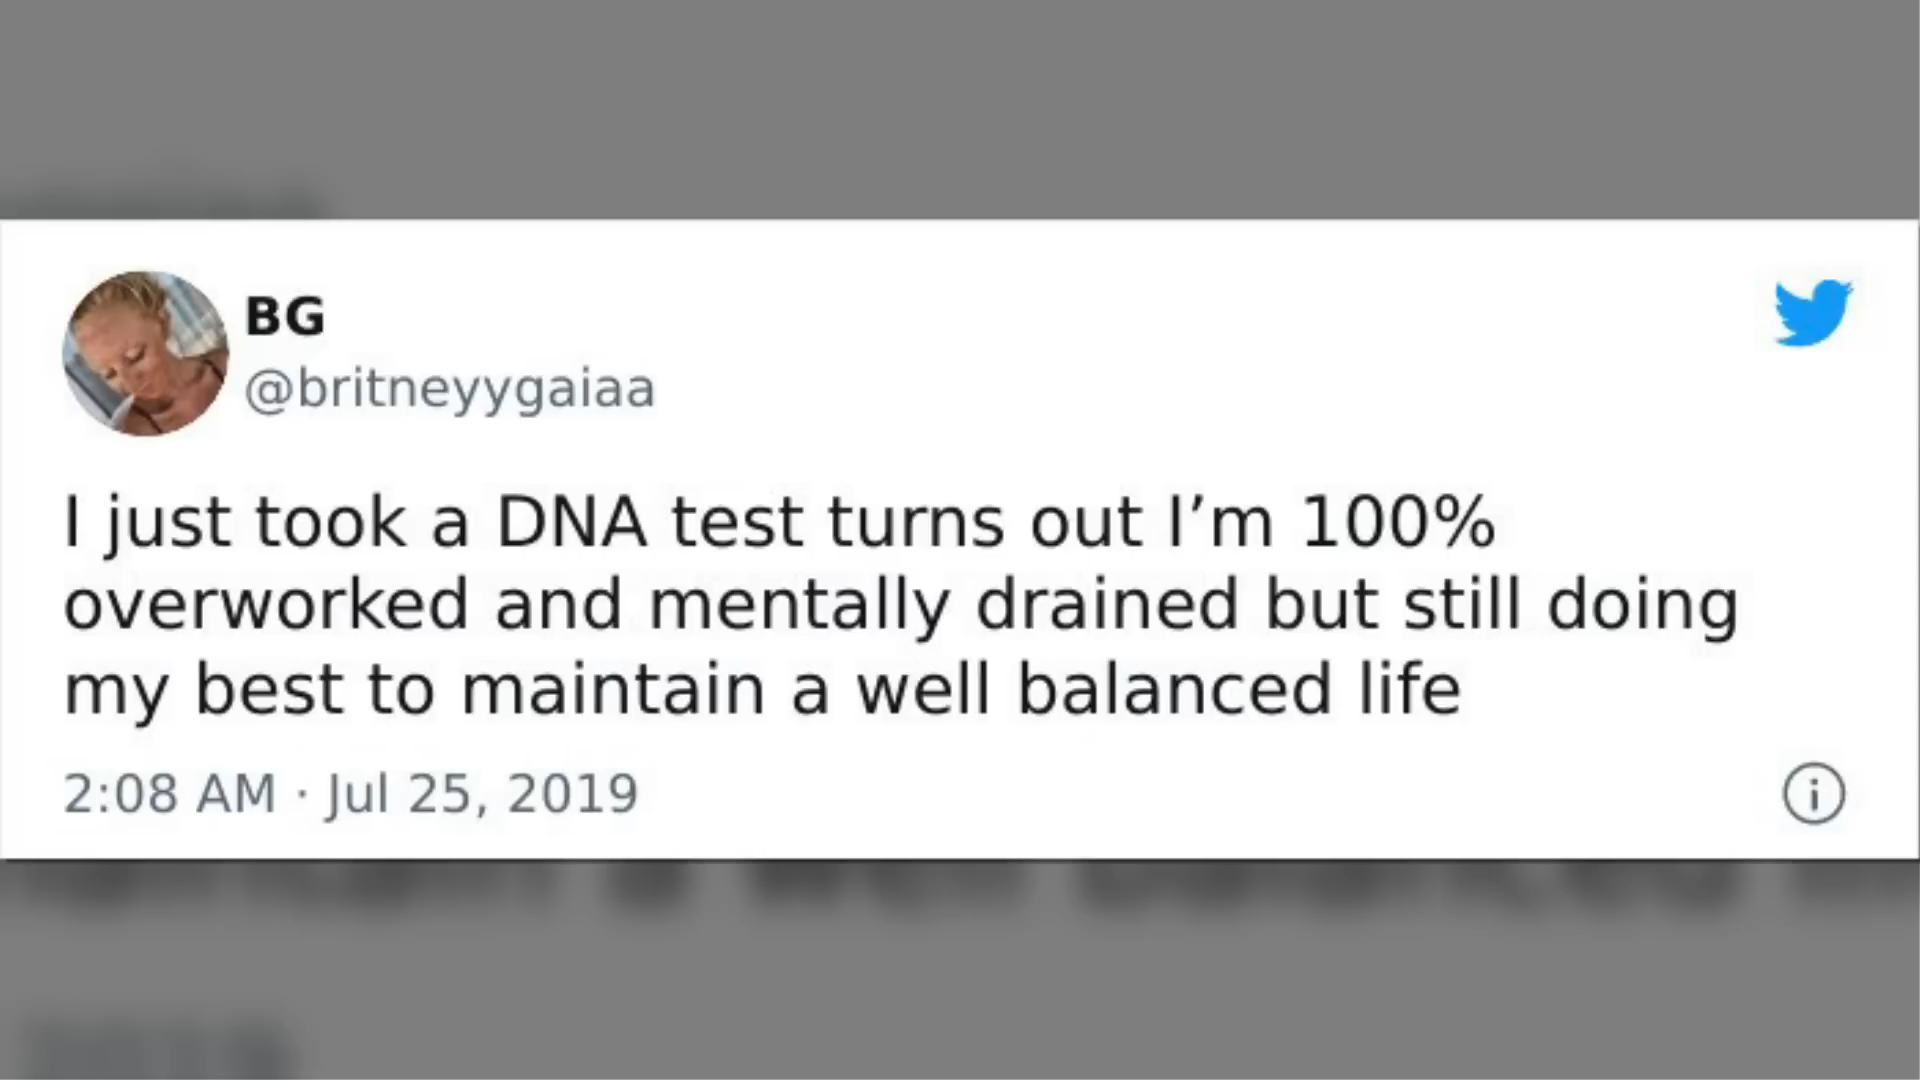 BG
@britneyygaiaa
I just took a DNA test turns out I’m 100%
overworked and mentally drained but still doing
my best to maintain a well balanced life
2:08 AM · Jul 25, 2019